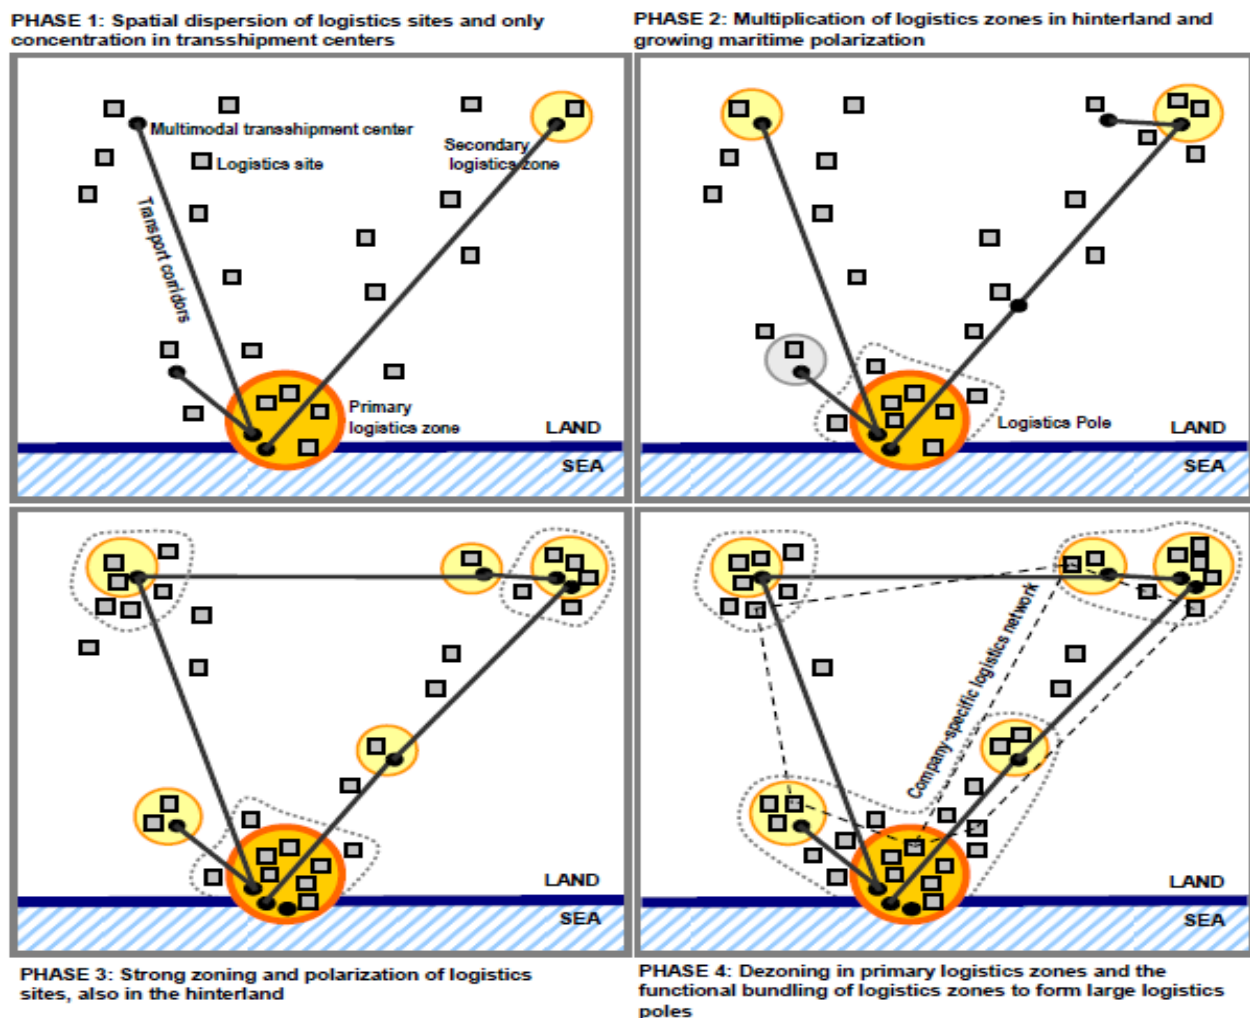 PHASE 1: Spatial dispersion of logistics sites and only
concentration in transshipment centers
Multimodal transshipment center
Logistics site
Secondary
logistics zone
Transport corridors
Primary
logistics zone
LAND
SEA
PHASE 2: Multiplication of logistics zones in hinterland and
growing maritime polarization
Logistics Pole
LAND
SEA
LAND
SEA
PHASE 3: Strong zoning and polarization of logistics
sites, also in the hinterland
Company-specific logistics network
LAND
SEA
PHASE 4: Dezoning in primary logistics zones and the
functional bundling of logistics zones to form large logistics
poles